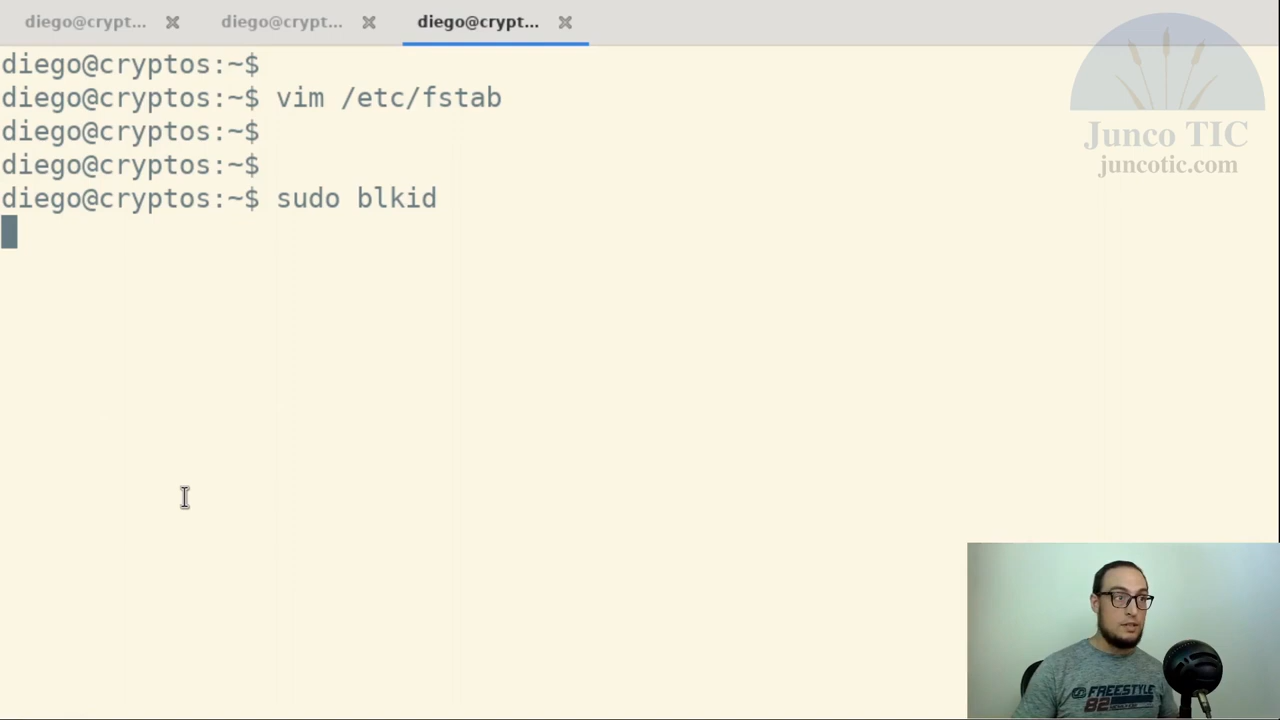 diego@crypt... diego@crypt... diego@crypt...
diego@cryptos:~$
diego@cryptos:~$ vim /etc/fstab
diego@cryptos:~$
diego@cryptos:~$
diego@cryptos:~$ sudo blkid
Junco TIC
juncotic.com
FREESTYLE
82